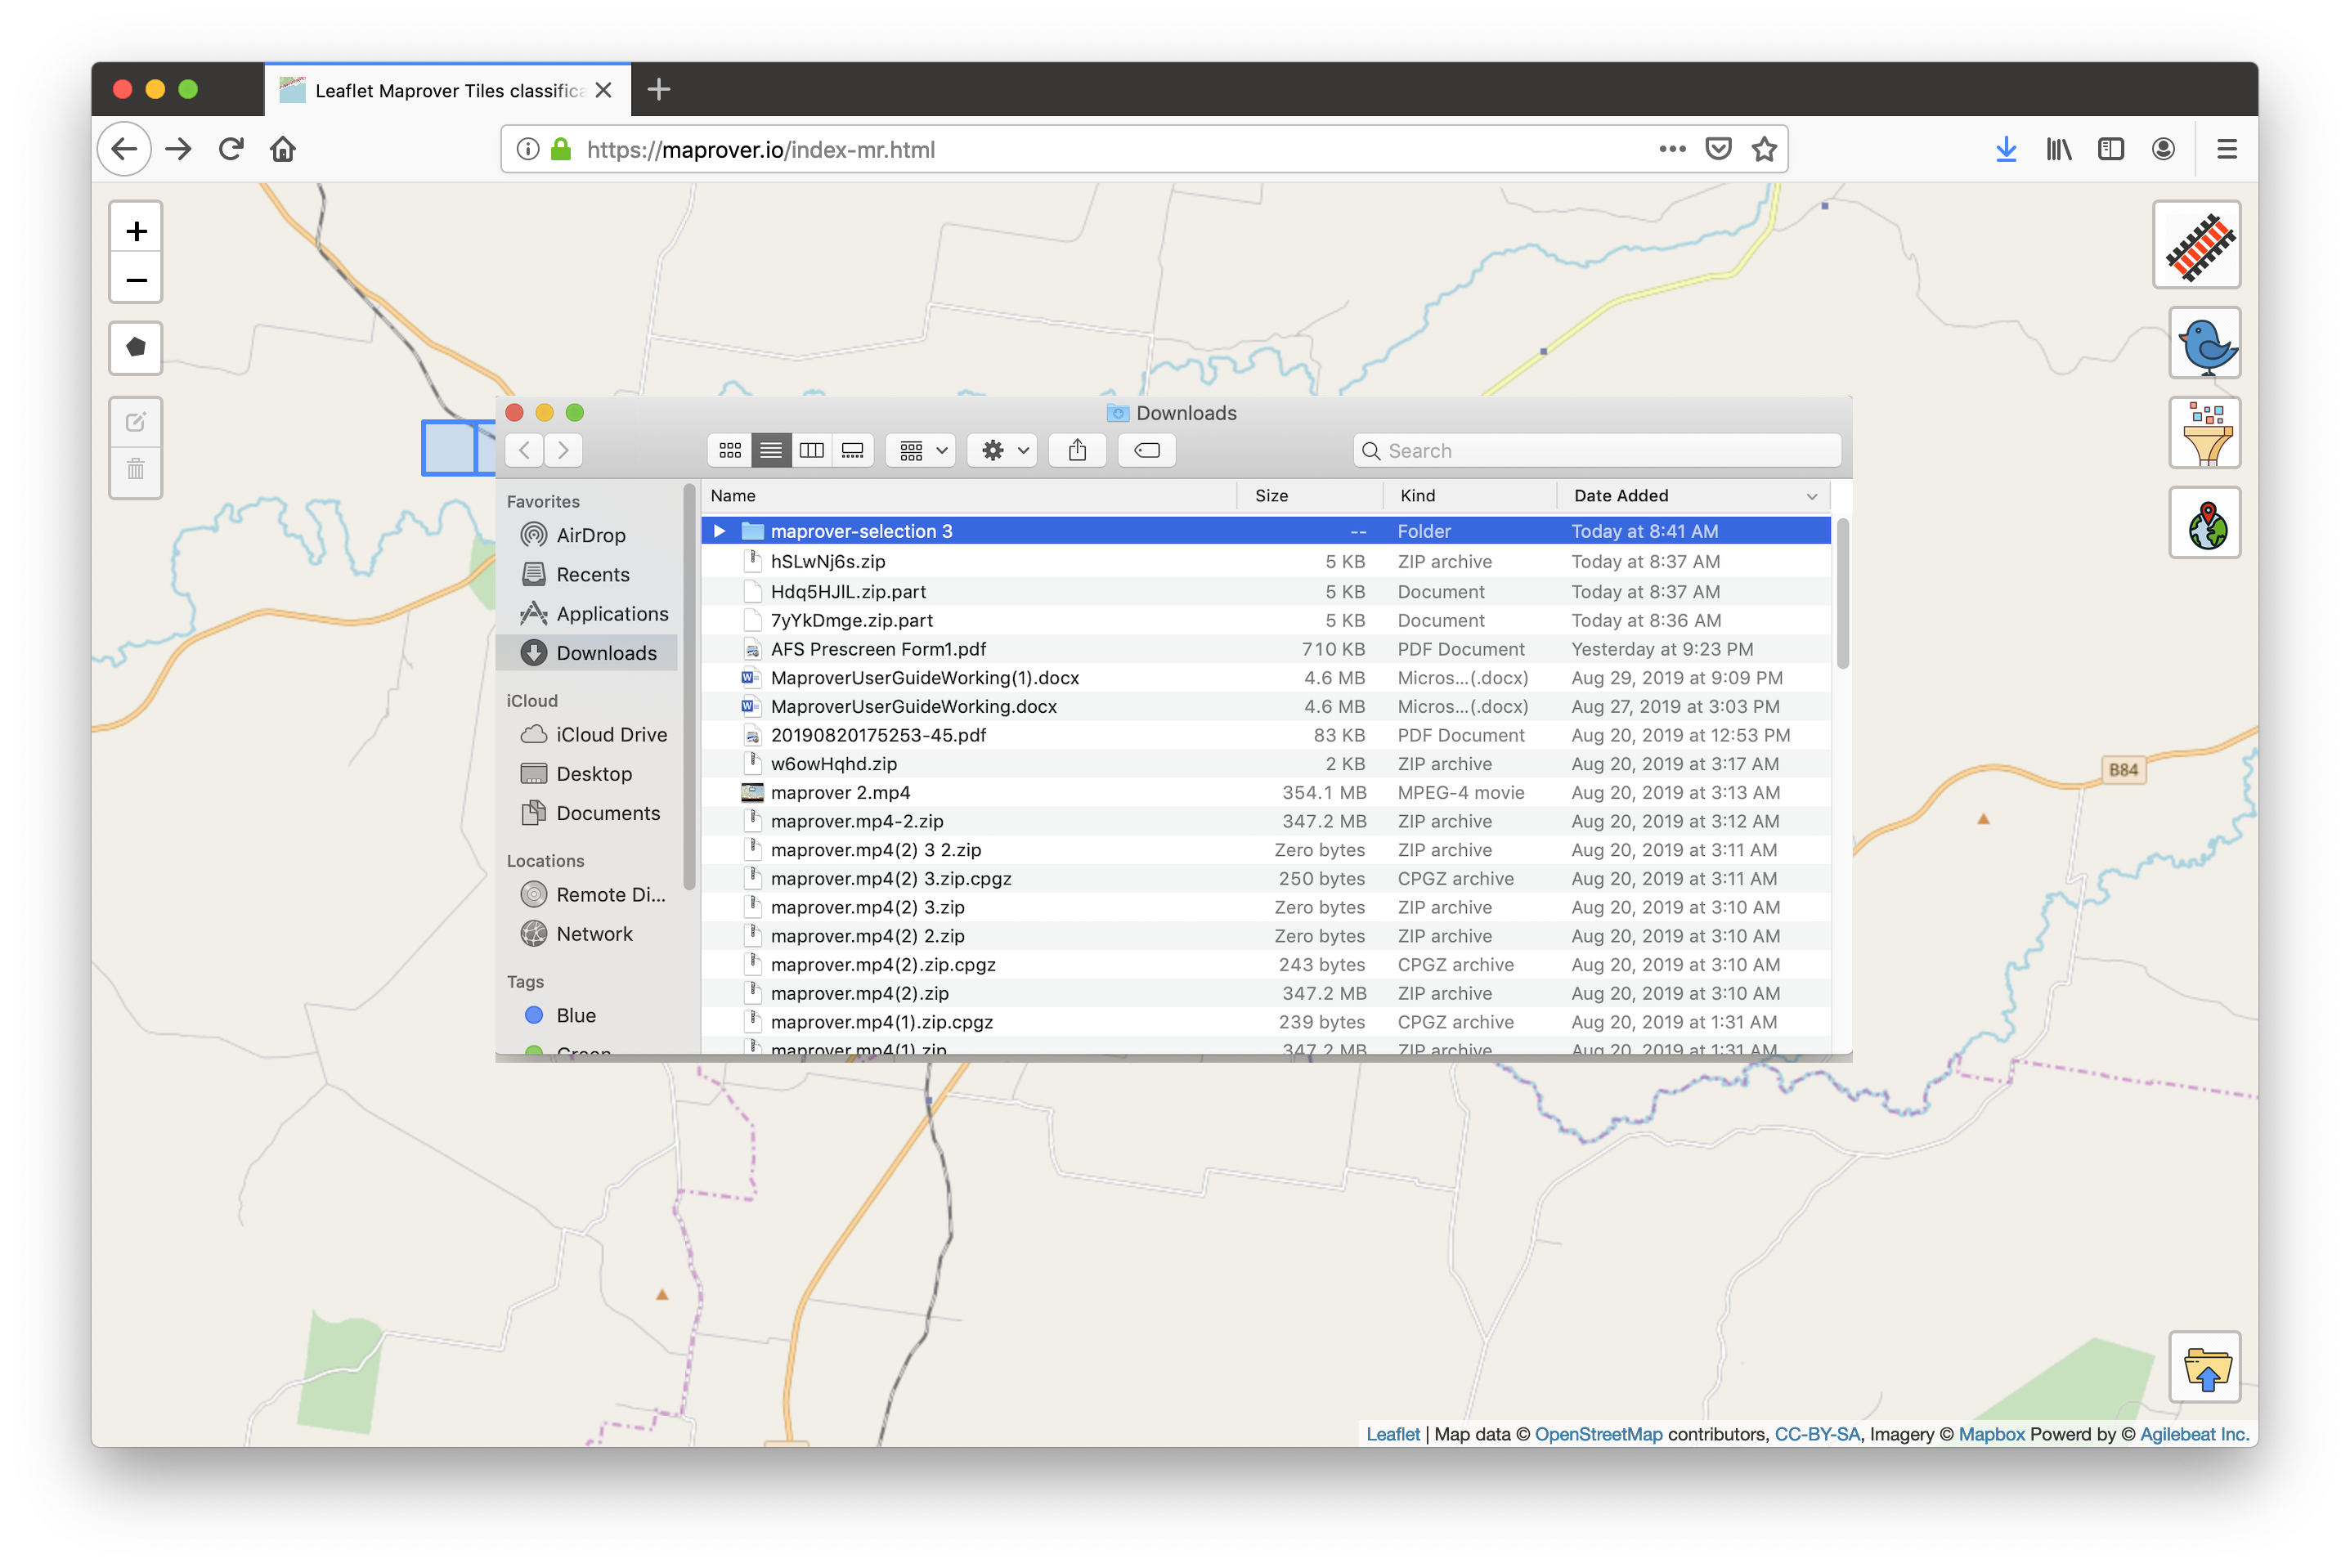 Leaflet Maprover Tiles classifica
https://maprover.io/index-mr.html
+
−
Downloads
Search
Favorites
AirDrop
Recents
Applications
Downloads
iCloud
iCloud Drive
Desktop
Documents
Locations
Remote Di...
Network
Tags
Blue
Green
Name Size Kind Date Added
maprover-selection 3 -- Folder Today at 8:41 AM
hSLwNj6s.zip 5 KB ZIP archive Today at 8:37 AM
Hdq5HJlL.zip.part 5 KB Document Today at 8:37 AM
7yYkDmge.zip.part 5 KB Document Today at 8:36 AM
AFS Prescreen Form1.pdf 710 KB PDF Document Yesterday at 9:23 PM
MaproverUserGuideWorking(1).docx 4.6 MB Micros...(.docx) Aug 29, 2019 at 9:09 PM
MaproverUserGuideWorking.docx 4.6 MB Micros...(.docx) Aug 27, 2019 at 3:03 PM
20190820175253-45.pdf 83 KB PDF Document Aug 20, 2019 at 12:53 PM
w6owHqhd.zip 2 KB ZIP archive Aug 20, 2019 at 3:17 AM
maprover 2.mp4 354.1 MB MPEG-4 movie Aug 20, 2019 at 3:13 AM
maprover.mp4-2.zip 347.2 MB ZIP archive Aug 20, 2019 at 3:12 AM
maprover.mp4(2) 3 2.zip Zero bytes ZIP archive Aug 20, 2019 at 3:11 AM
maprover.mp4(2) 3.zip.cpgz 250 bytes CPGZ archive Aug 20, 2019 at 3:11 AM
maprover.mp4(2) 3.zip Zero bytes ZIP archive Aug 20, 2019 at 3:10 AM
maprover.mp4(2) 2.zip Zero bytes ZIP archive Aug 20, 2019 at 3:10 AM
maprover.mp4(2).zip.cpgz 243 bytes CPGZ archive Aug 20, 2019 at 3:10 AM
maprover.mp4(2).zip 347.2 MB ZIP archive Aug 20, 2019 at 3:10 AM
maprover.mp4(1).zip.cpgz 239 bytes CPGZ archive Aug 20, 2019 at 1:31 AM
maprover.mp4(1).zip 347.2 MB ZIP archive Aug 20, 2019 at 1:31 AM
B84
Leaflet | Map data © OpenStreetMap contributors, CC-BY-SA, Imagery © Mapbox Powerd by © Agilebeat Inc.